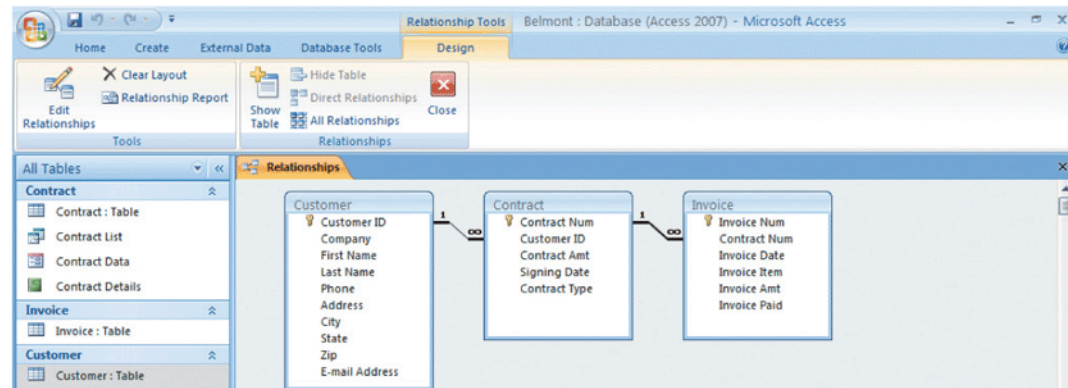 Relationship Tools
Belmont : Database (Access 2007) - Microsoft Access
Home Create External Data Database Tools Design
Edit Relationships
Clear Layout
Relationship Report
Tools
Show Table
Hide Table
Direct Relationships
All Relationships
Close
Relationships
All Tables
Contract
Contract : Table
Contract List
Contract Data
Contract Details
Invoice
Invoice : Table
Customer
Customer : Table
Relationships
Customer
Customer ID
Company
First Name
Last Name
Phone
Address
City
State
Zip
E-mail Address
1
∞
Contract
Contract Num
Customer ID
Contract Amt
Signing Date
Contract Type
1
∞
Invoice
Invoice Num
Contract Num
Invoice Date
Invoice Item
Invoice Amt
Invoice Paid